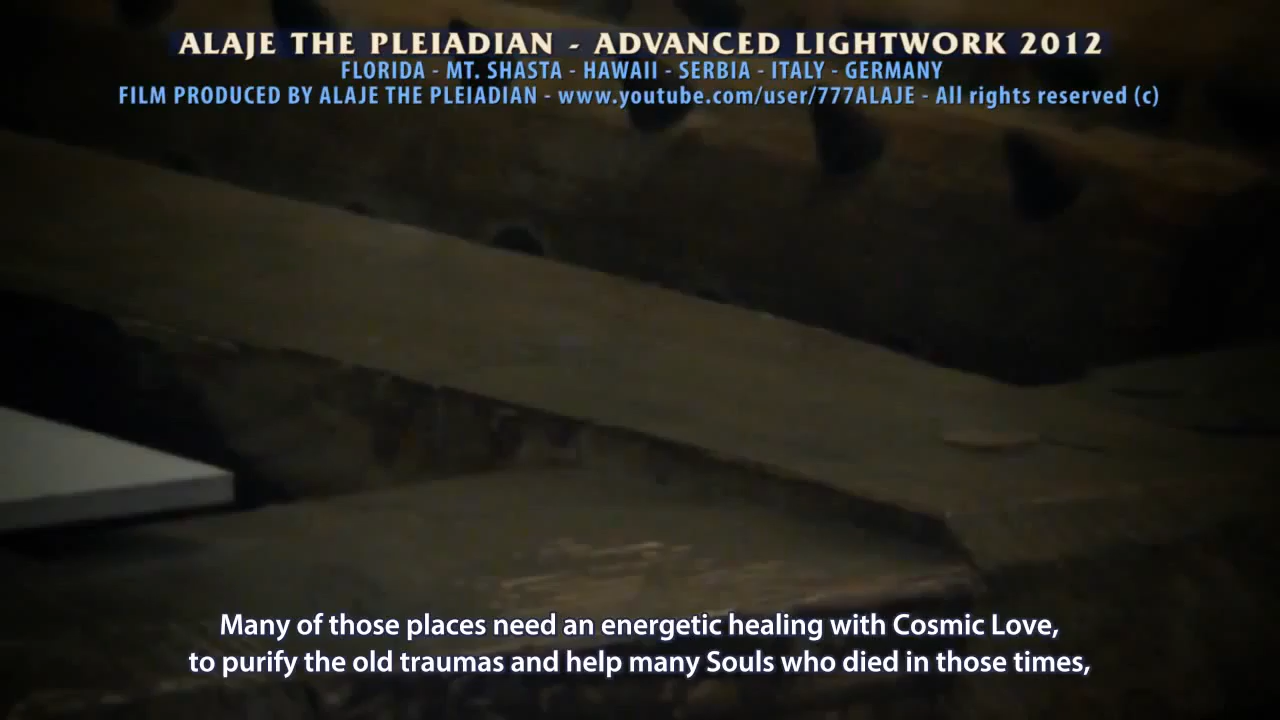 ALAJE THE PLEIADIAN - ADVANCED LIGHTWORK 2012
FLORIDA - MT. SHASTA - HAWAII - SERBIA - ITALY - GERMANY
FILM PRODUCED BY ALAJE THE PLEIADIAN - www.youtube.com/user/777ALAJE - All rights reserved (c)
Many of those places need an energetic healing with Cosmic Love,
to purify the old traumas and help many Souls who died in those times,